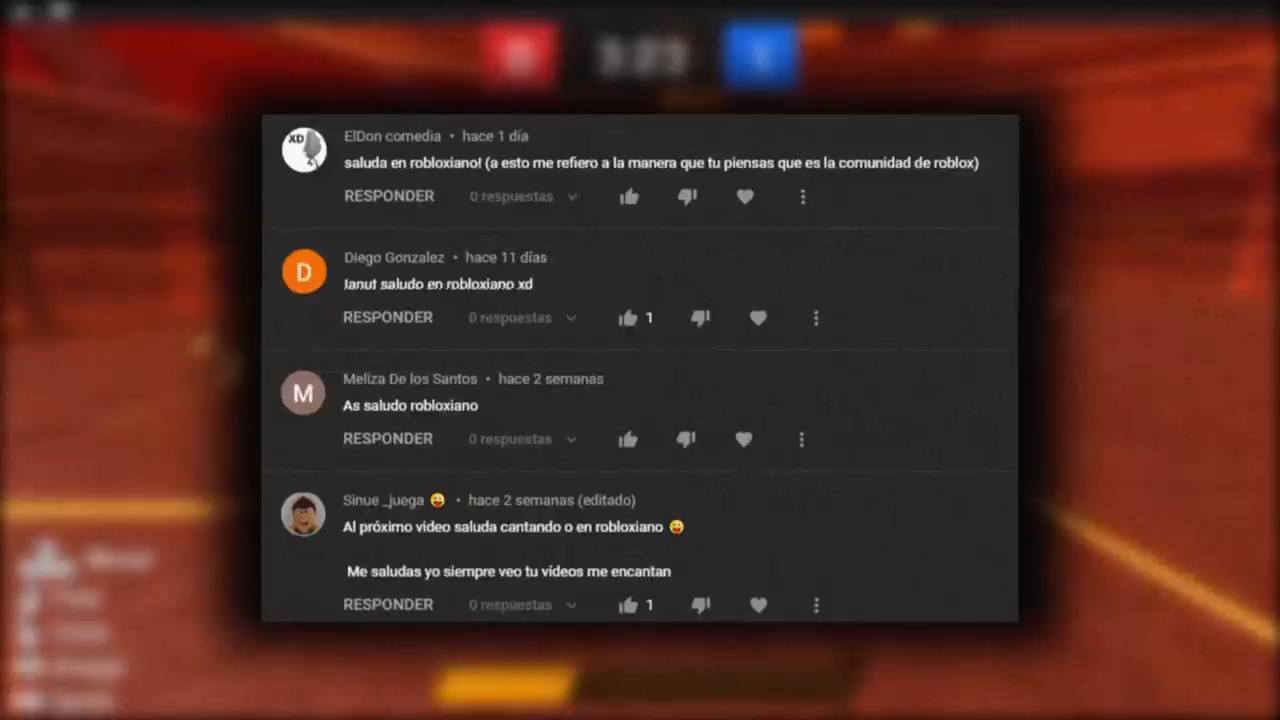 XD
ElDon comedia • hace 1 día
saluda en robloxiano! (a esto me refiero a la manera que tu piensas que es la comunidad de roblox)
RESPONDER 0 respuestas
D
Diego Gonzalez • hace 11 días
Ianut saludo en robloxiano xd
RESPONDER 0 respuestas 1
M
Meliza De los Santos • hace 2 semanas
As saludo robloxiano
RESPONDER 0 respuestas
Sinue_juega 😜 • hace 2 semanas (editado)
Al próximo video saluda cantando o en robloxiano 😜
Me saludas yo siempre veo tu vídeos me encantan
RESPONDER 0 respuestas 1